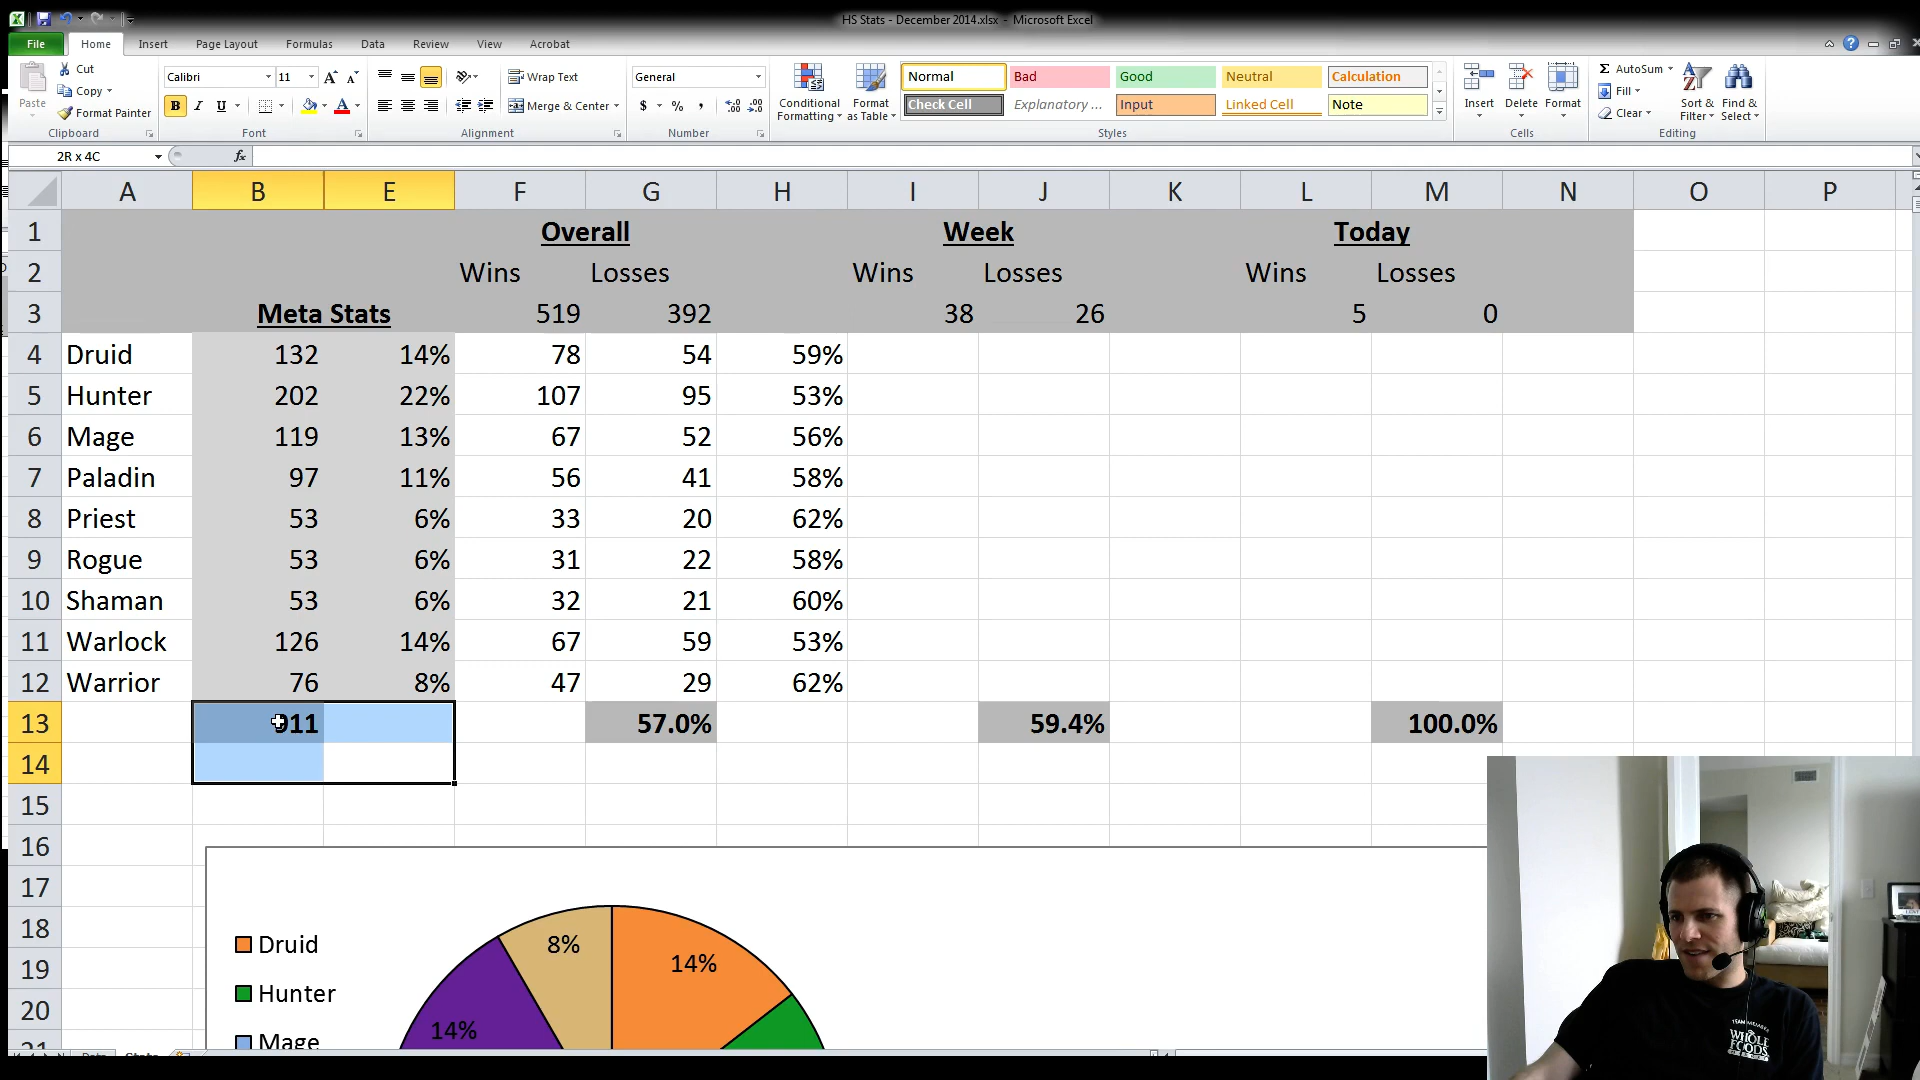 HS Stats - December 2014.xlsx - Microsoft Excel
File Home Insert Page Layout Formulas Data Review View Acrobat
Paste Cut Copy Format Painter
Calibri 11
B I U A
Wrap Text
Merge & Center
General
$ % ,
Conditional Formatting
Format as Table
Normal Bad Good Neutral Calculation
Check Cell Explanatory ... Input Linked Cell Note
Insert Delete Format
Σ AutoSum
Fill
Clear
Sort & Filter
Find & Select
Clipboard Font Alignment Number Styles Cells Editing
2R x 4C fx
A B E F G H I J K L M N O P
1 Overall Week Today
2 Wins Losses Wins Losses Wins Losses
3 Meta Stats 519 392 38 26 5 0
4 Druid 132 14% 78 54 59%
5 Hunter 202 22% 107 95 53%
6 Mage 119 13% 67 52 56%
7 Paladin 97 11% 56 41 58%
8 Priest 53 6% 33 20 62%
9 Rogue 53 6% 31 22 58%
10 Shaman 53 6% 32 21 60%
11 Warlock 126 14% 67 59 53%
12 Warrior 76 8% 47 29 62%
13 911 57.0% 59.4% 100.0%
14
15
16
17
18 Druid 8% 14%
19
20 Hunter 14%
21 Mage
TEAM MEMBER
WHOLE
FOODS